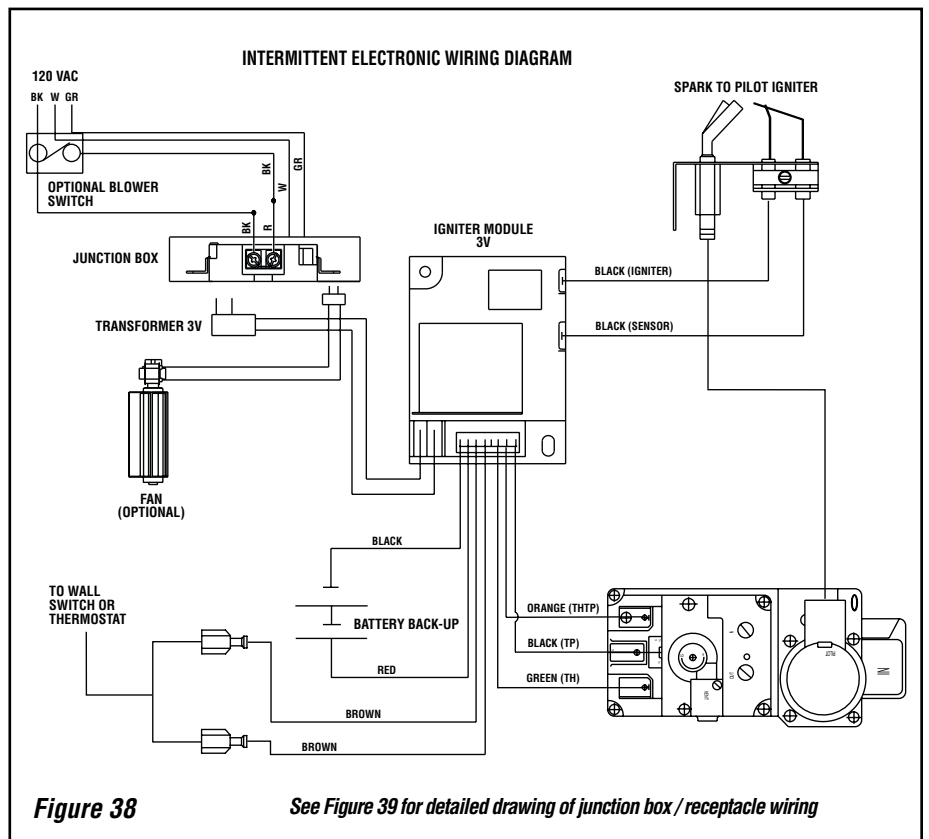 INTERMITTENT ELECTRONIC WIRING DIAGRAM
120 VAC
BK W GR
OPTIONAL BLOWER
SWITCH
BK
W
GR
BK
R
JUNCTION BOX
TRANSFORMER 3V
FAN
(OPTIONAL)
IGNITER MODULE
3V
SPARK TO PILOT IGNITER
BLACK (IGNITER)
BLACK (SENSOR)
BLACK
BATTERY BACK-UP
RED
TO WALL
SWITCH OR
THERMOSTAT
BROWN
BROWN
ORANGE (THTP)
BLACK (TP)
GREEN (TH)
PILOT
IN
Figure 38
See Figure 39 for detailed drawing of junction box / receptacle wiring